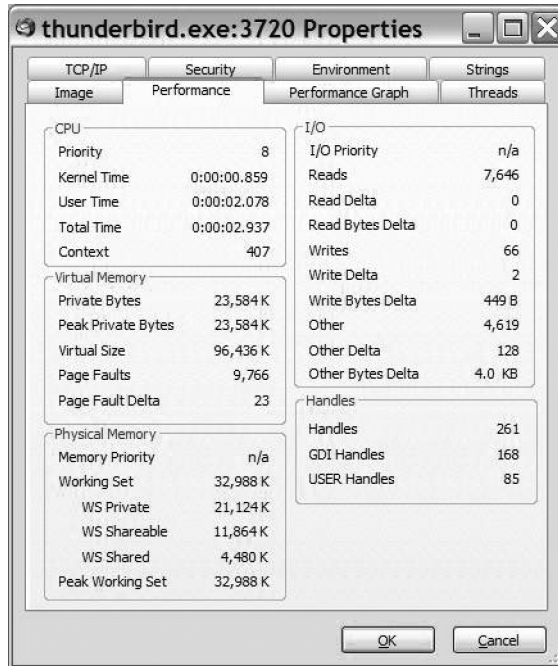 thunderbird.exe:3720 Properties
TCP/IP Security Environment Strings
Image Performance Performance Graph Threads
CPU
Priority 8
Kernel Time 0:00:00.859
User Time 0:00:02.078
Total Time 0:00:02.937
Context 407
Virtual Memory
Private Bytes 23,584 K
Peak Private Bytes 23,584 K
Virtual Size 96,436 K
Page Faults 9,766
Page Fault Delta 23
Physical Memory
Memory Priority n/a
Working Set 32,988 K
WS Private 21,124 K
WS Shareable 11,864 K
WS Shared 4,480 K
Peak Working Set 32,988 K
I/O
I/O Priority n/a
Reads 7,646
Read Delta 0
Read Bytes Delta 0
Writes 66
Write Delta 2
Write Bytes Delta 449 B
Other 4,619
Other Delta 128
Other Bytes Delta 4.0 KB
Handles
Handles 261
GDI Handles 168
USER Handles 85
OK Cancel